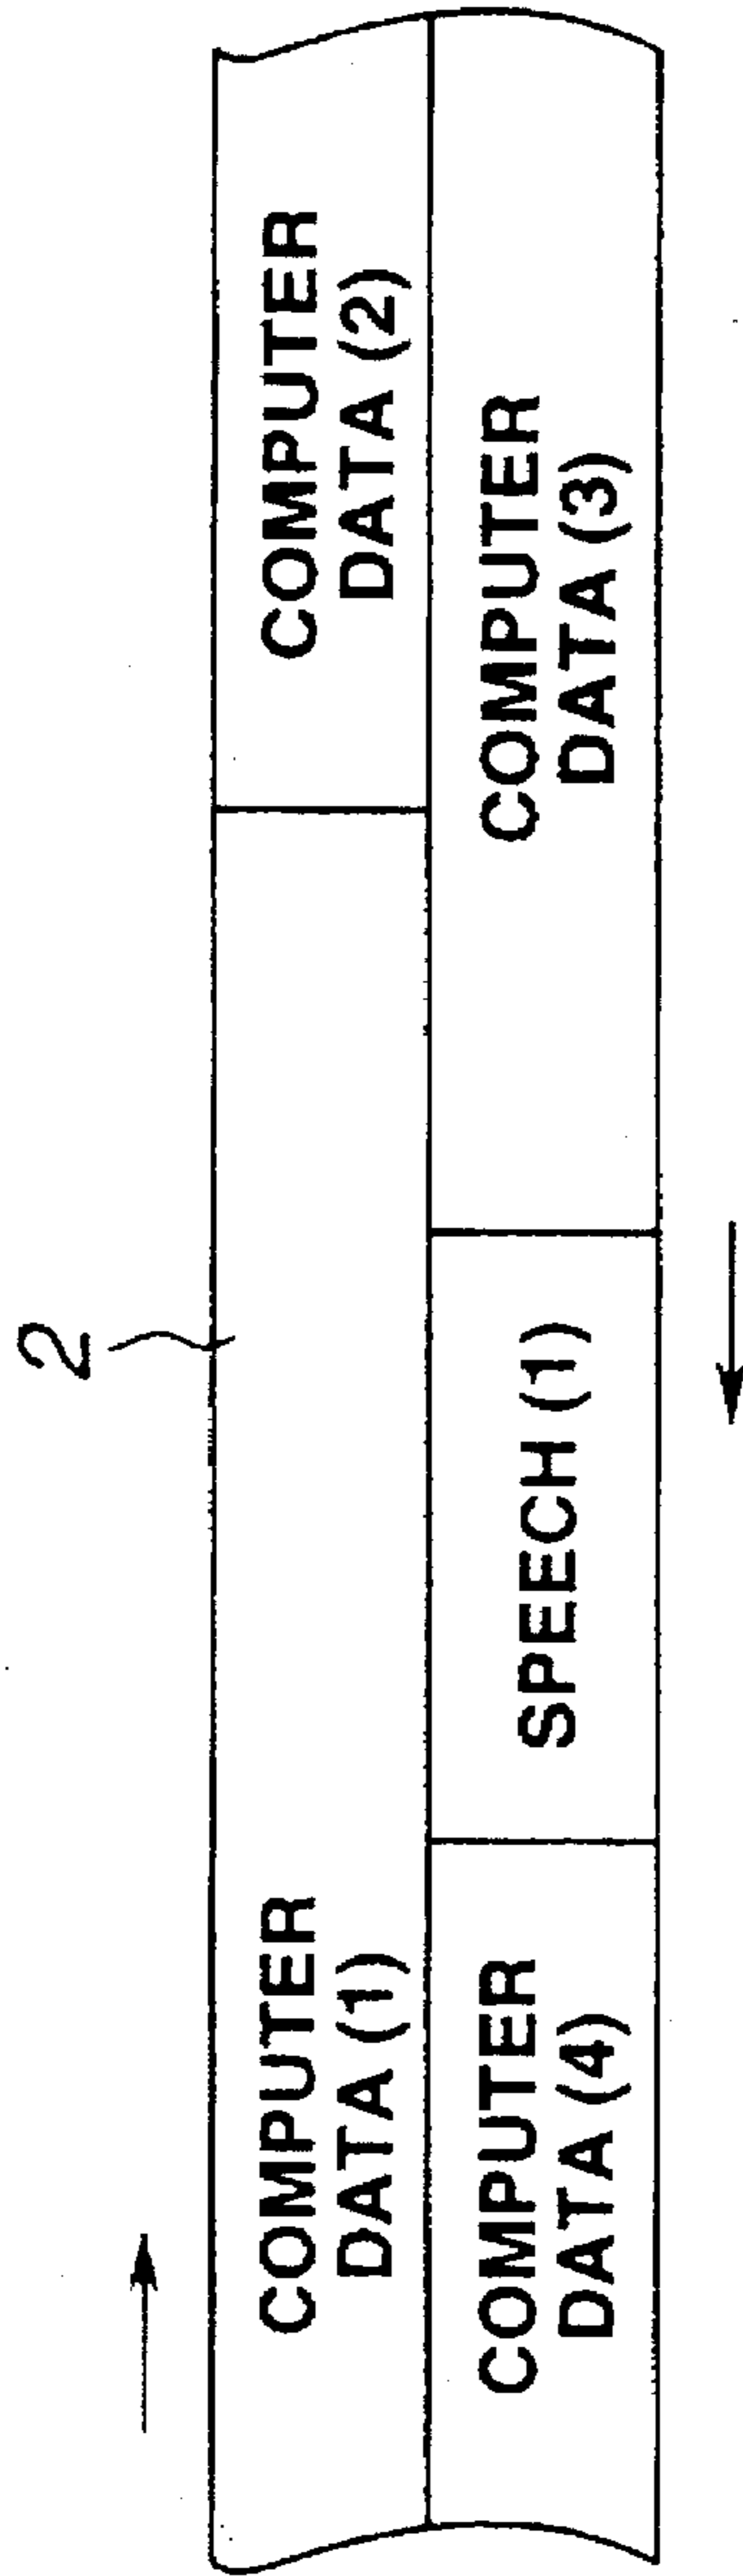 2
COMPUTER
DATA (1)
COMPUTER
DATA (2)
COMPUTER
DATA (4)
SPEECH (1)
COMPUTER
DATA (3)